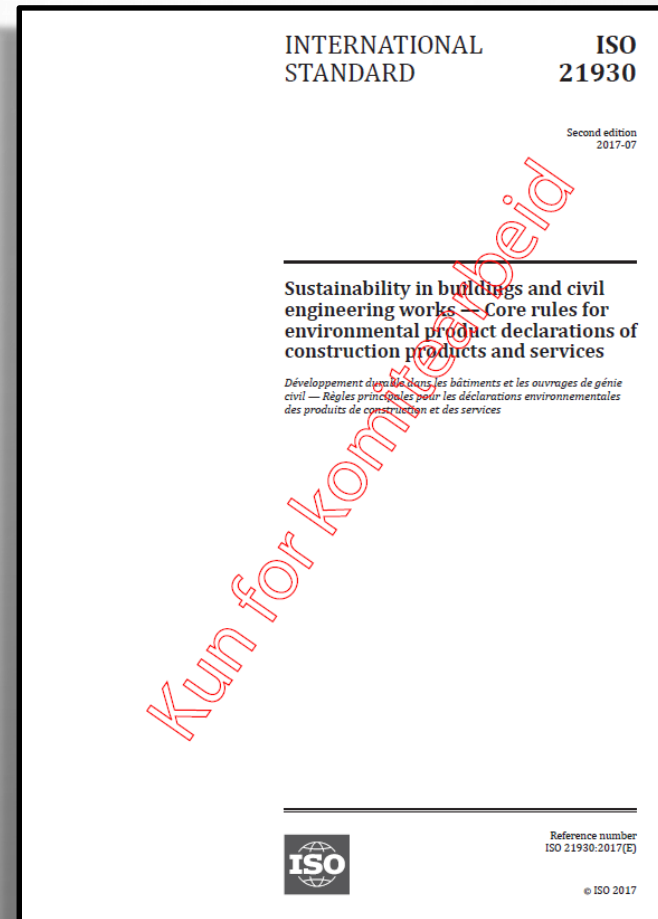 INTERNATIONAL
STANDARD
ISO
21930
Second edition
2017-07
Sustainability in buildings and civil
engineering works — Core rules for
environmental product declarations of
construction products and services
Développement durable dans les bâtiments et les ouvrages de génie
civil — Règles principales pour les déclarations environnementales
des produits de construction et des services
Kun for komitearbeid
ISO
Reference number
ISO 21930:2017(E)
© ISO 2017